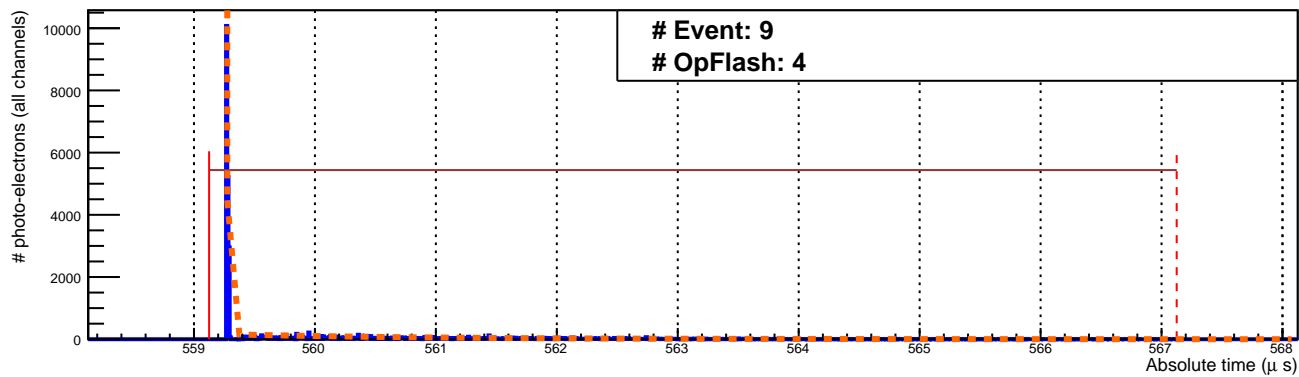 # Event: 9
# OpFlash: 4
# photo-electrons (all channels)
10000
8000
6000
4000
2000
0
559 560 561 562 563 564 565 566 567 568
Absolute time (μ s)